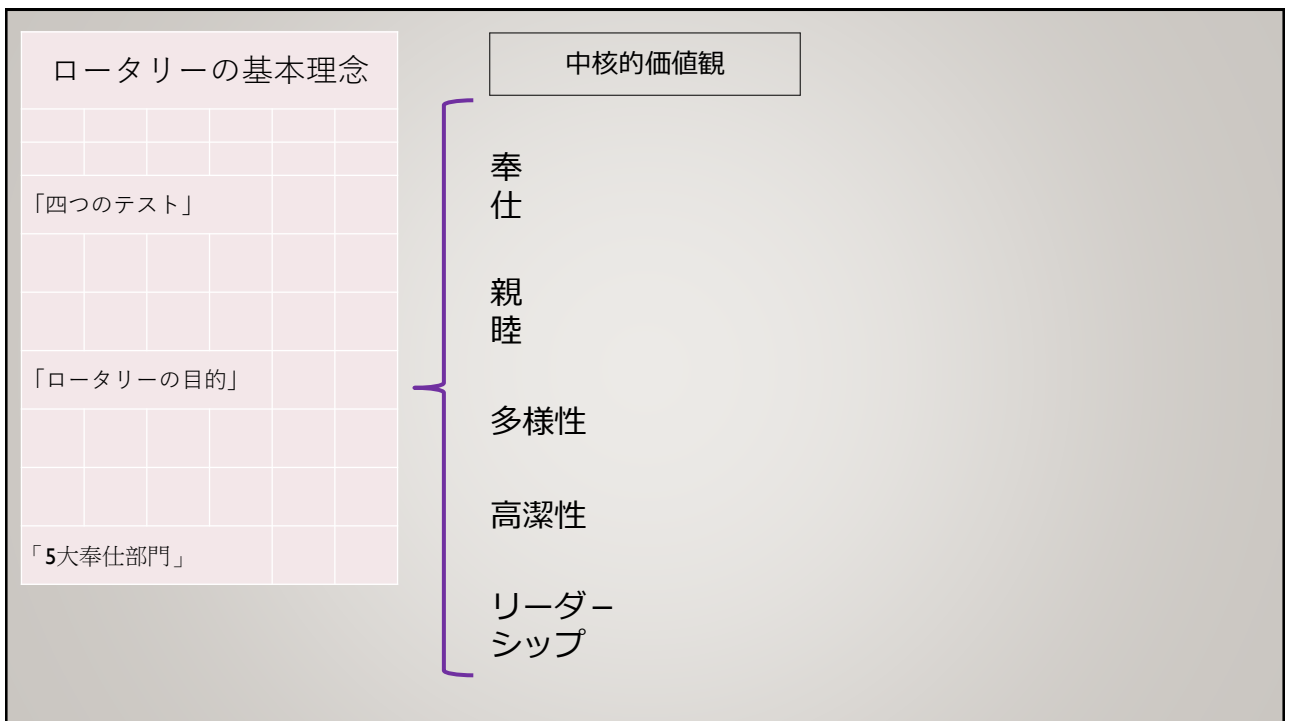 ロータリーの基本理念
「四つのテスト」
「ロータリーの目的」
「5大奉仕部門」
中核的価値観
奉
仕
親
睦
多様性
高潔性
リーダー
シップ